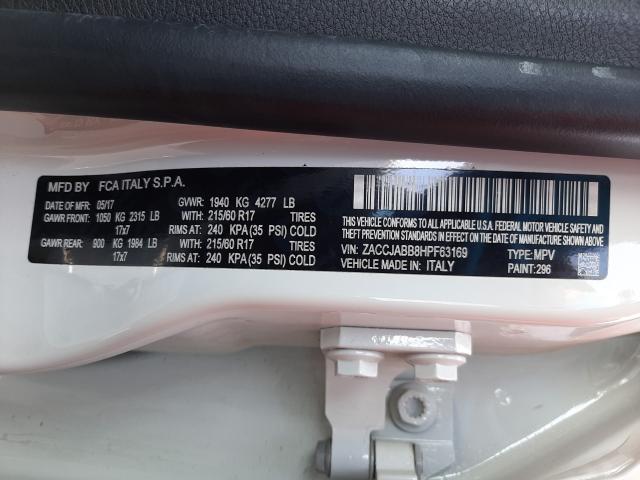 MFD BY FCA ITALY S.P.A.
DATE OF MFR: 05/17 GVWR: 1940 KG 4277 LB
GAWR FRONT: 1050 KG 2315 LB WITH: 215/60 R17 TIRES
17x7 RIMS AT: 240 KPA(35 PSI) COLD
GAWR REAR: 900 KG 1984 LB WITH: 215/60 R17 TIRES
17x7 RIMS AT: 240 KPA(35 PSI) COLD
THIS VEHICLE CONFORMS TO ALL APPLICABLE U.S.A. FEDERAL MOTOR VEHICLE SAFETY AND
THEFT PREVENTION STANDARDS IN EFFECT ON THE DATE OF MANUFACTURE SHOWN ABOVE.
VIN: ZACCJABB8HPF63169 TYPE: MPV
VEHICLE MADE IN: ITALY PAINT: 296